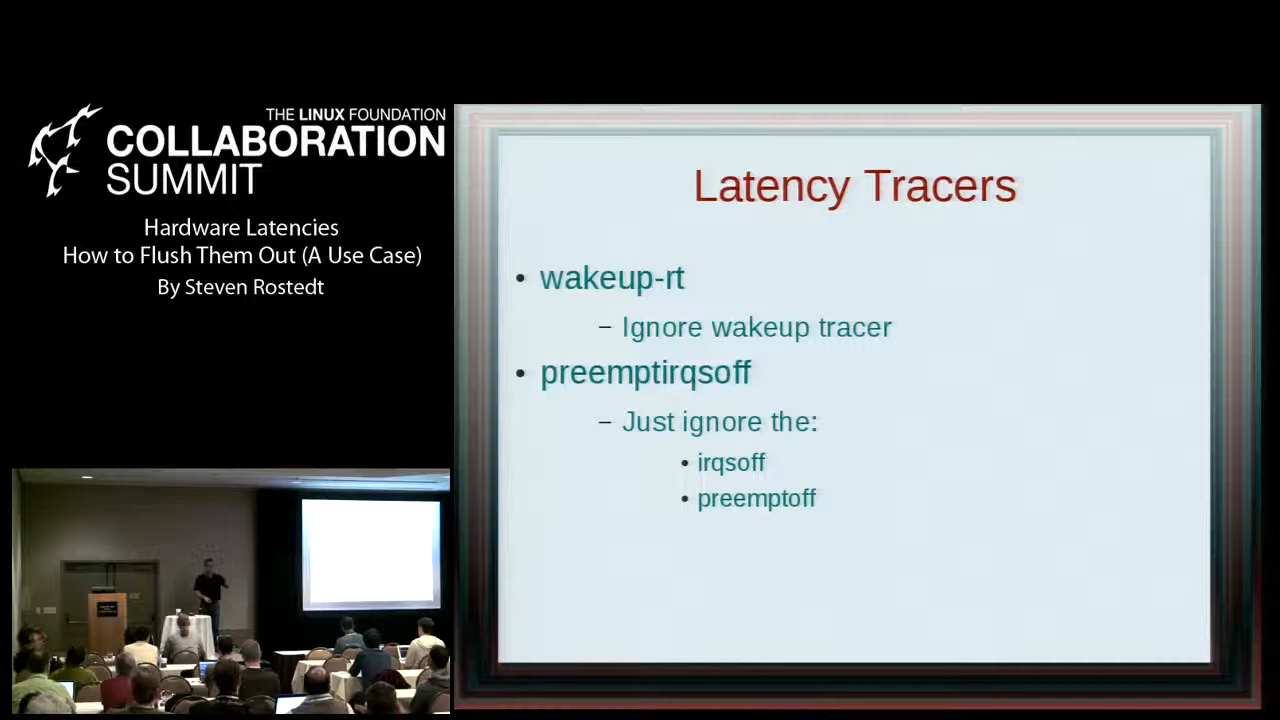 THE LINUX FOUNDATION
COLLABORATION
SUMMIT
Hardware Latencies
How to Flush Them Out (A Use Case)
By Steven Rostedt
Latency Tracers
• wakeup-rt
– Ignore wakeup tracer
• preemptirqsoff
– Just ignore the:
• irqsoff
• preemptoff